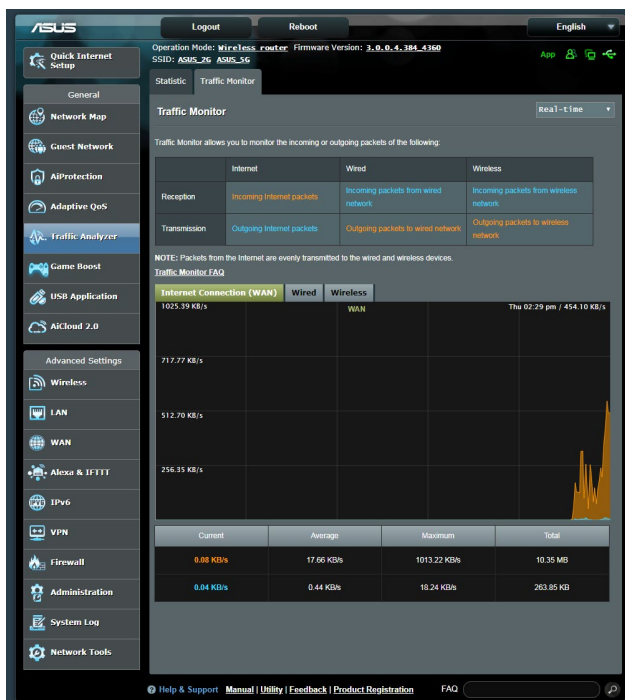 ASUS
Logout
Reboot
English
Quick Internet
Setup
Operation Mode: Wireless router Firmware Version: 3.0.0.4.384_4360
SSID: ASUS_2G ASUS_5G
App
Statistic
Traffic Monitor
General
Network Map
Guest Network
AiProtection
Adaptive QoS
Traffic Analyzer
Game Boost
USB Application
AiCloud 2.0
Advanced Settings
Wireless
LAN
WAN
Alexa & IFTTT
IPv6
VPN
Firewall
Administration
System Log
Network Tools
Traffic Monitor
Real-time
Traffic Monitor allows you to monitor the incoming or outgoing packets of the following:
Internet Wired Wireless
Reception
Incoming Internet packets
Incoming packets from wired
network
Incoming packets from wireless
network
Transmission
Outgoing Internet packets
Outgoing packets to wired network
Outgoing packets to wireless
network
NOTE: Packets from the Internet are evenly transmitted to the wired and wireless devices.
Traffic Monitor FAQ
Internet Connection (WAN) Wired Wireless
1025.39 KB/s
WAN
Thu 02:29 pm / 454.10 KB/s
717.77 KB/s
512.70 KB/s
256.35 KB/s
Current Average Maximum Total
0.08 KB/s 17.66 KB/s 1013.22 KB/s 10.35 MB
0.04 KB/s 0.44 KB/s 18.24 KB/s 263.85 KB
Help & Support Manual | Utility | Feedback | Product Registration FAQ